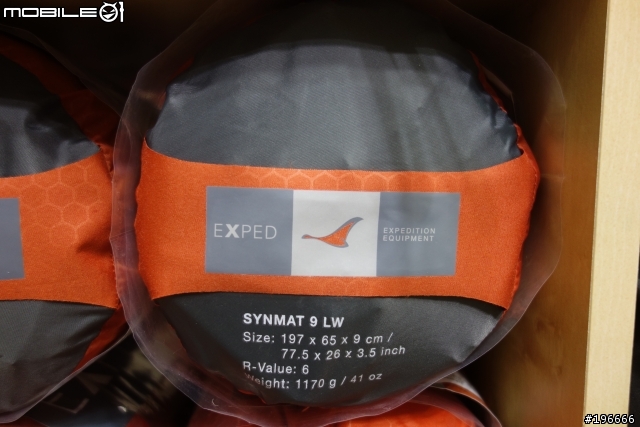 MOBILE01
EXPED
EXPEDITION
EQUIPMENT
SYNMAT 9 LW
Size: 197 x 65 x 9 cm /
77.5 x 26 x 3.5 inch
R-Value: 6
Weight: 1170 g / 41 oz
#196666